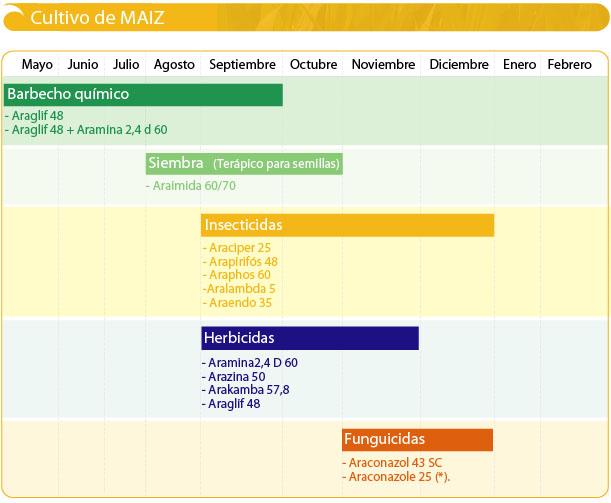 Cultivo de MAIZ
Mayo Junio Julio Agosto Septiembre Octubre Noviembre Diciembre Enero Febrero
Barbecho químico
- Araglif 48
- Araglif 48 + Aramina 2,4 d 60
Siembra (Terápico para semillas)
- Araimida 60/70
Insecticidas
- Araciper 25
- Arapirifós 48
- Araphos 60
-Aralambda 5
- Araendo 35
Herbicidas
- Aramina2,4 D 60
- Arazina 50
- Arakamba 57,8
- Araglif 48
Funguicidas
- Araconazol 43 SC
- Araconazole 25 (*).